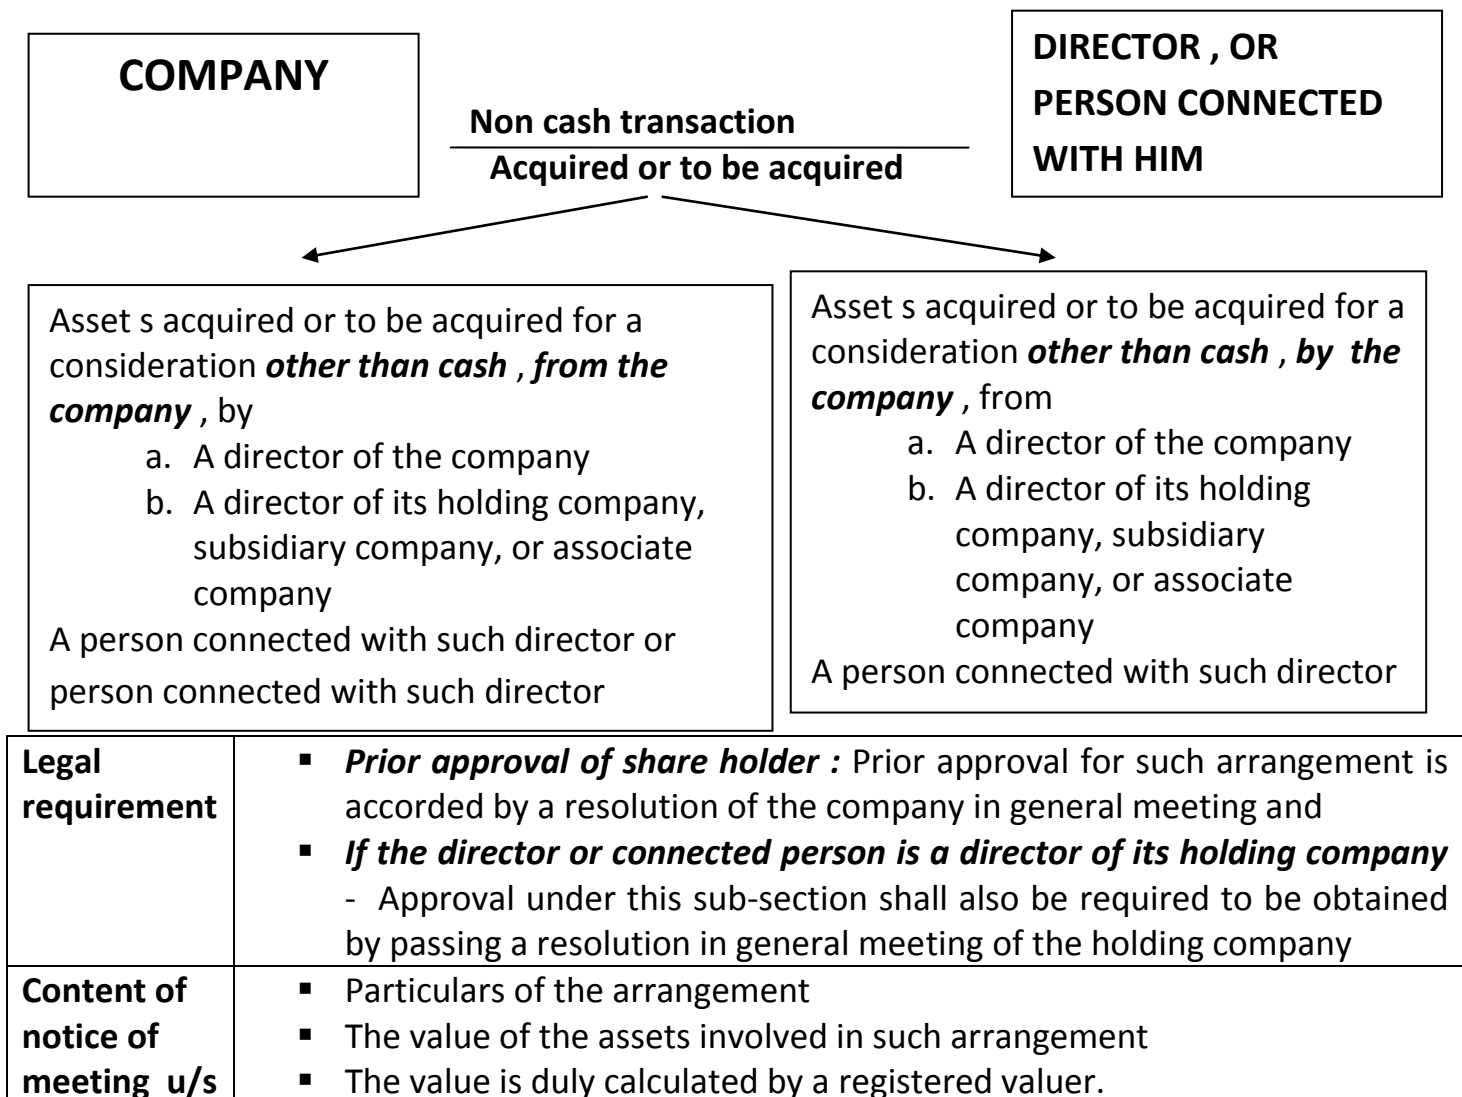 COMPANY
DIRECTOR , OR
PERSON CONNECTED
WITH HIM
Non cash transaction
Acquired or to be acquired
Asset s acquired or to be acquired for a
consideration other than cash , from the
company , by
a. A director of the company
b. A director of its holding company,
subsidiary company, or associate
company
A person connected with such director or
person connected with such director
Asset s acquired or to be acquired for a
consideration other than cash , by the
company , from
a. A director of the company
b. A director of its holding
company, subsidiary
company, or associate
company
A person connected with such director
Legal
requirement
▪ Prior approval of share holder : Prior approval for such arrangement is
accorded by a resolution of the company in general meeting and
▪ If the director or connected person is a director of its holding company
- Approval under this sub-section shall also be required to be obtained
by passing a resolution in general meeting of the holding company
Content of
notice of
meeting u/s
▪ Particulars of the arrangement
▪ The value of the assets involved in such arrangement
▪ The value is duly calculated by a registered valuer.